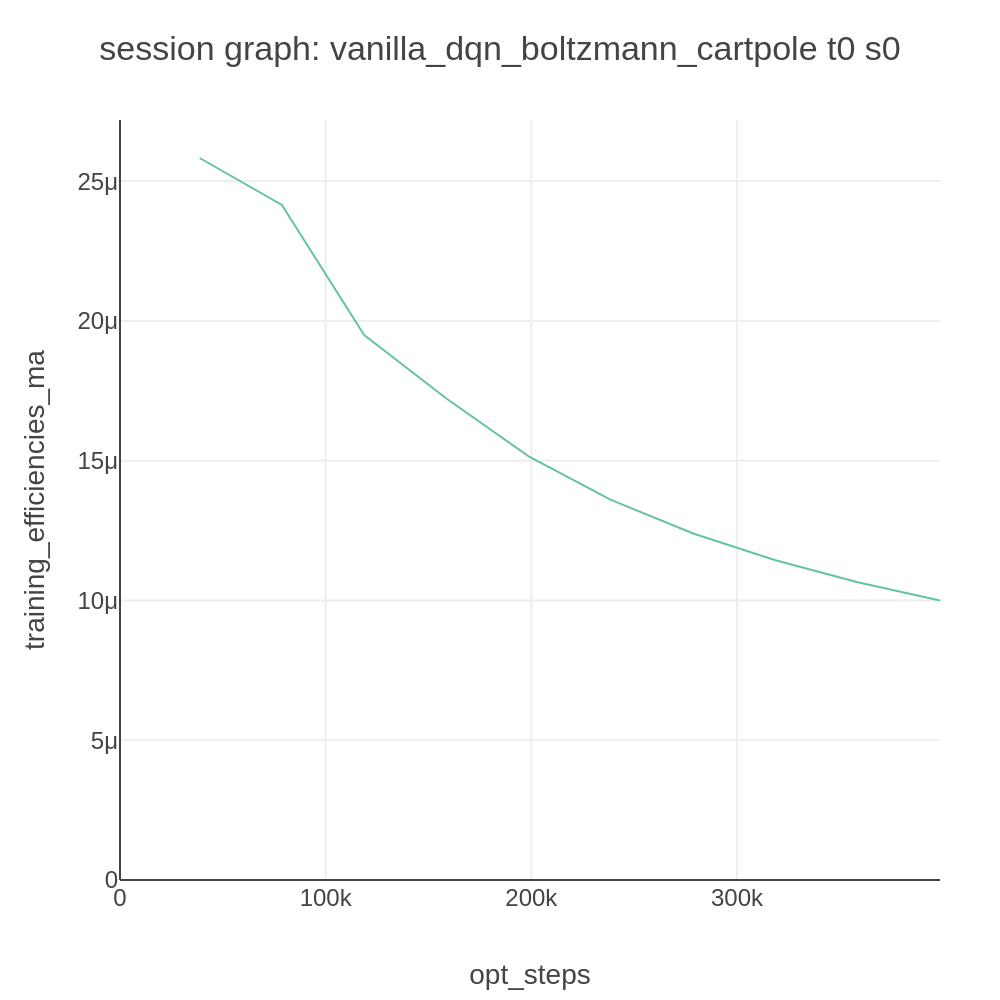 session graph: vanilla_dqn_boltzmann_cartpole t0 s0
training_efficiencies_ma
25μ
20μ
15μ
10μ
5μ
0
0
100k
200k
300k
opt_steps